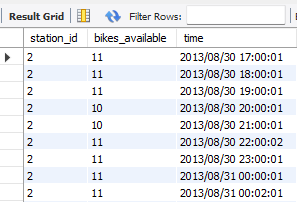 Result Grid Filter Rows:
station_id bikes_available time
2 11 2013/08/30 17:00:01
2 11 2013/08/30 18:00:01
2 11 2013/08/30 19:00:01
2 10 2013/08/30 20:00:01
2 10 2013/08/30 21:00:01
2 11 2013/08/30 22:00:02
2 11 2013/08/30 23:00:01
2 11 2013/08/31 00:00:01
2 11 2013/08/31 00:02:01